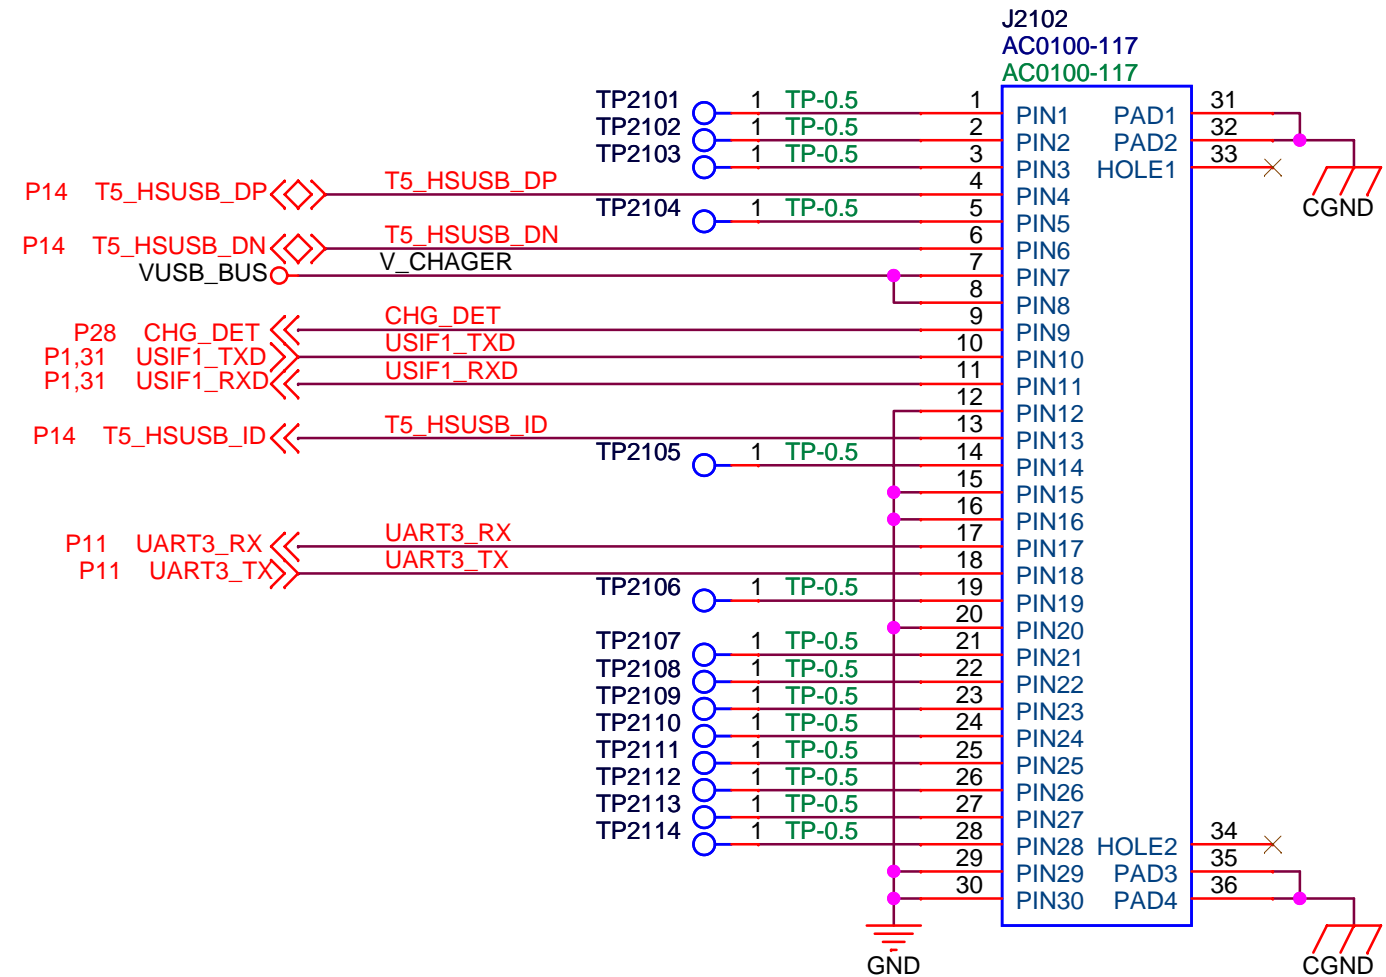 J2102
AC0100-117
AC0100-117
TP2101 1 TP-0.5 1 PIN1 PAD1 31
TP2102 1 TP-0.5 2 PIN2 PAD2 32
TP2103 1 TP-0.5 3 PIN3 HOLE1 33
P14 T5_HSUSB_DP T5_HSUSB_DP 4 PIN4
CGND
TP2104 1 TP-0.5 5 PIN5
P14 T5_HSUSB_DN T5_HSUSB_DN 6 PIN6
VUSB_BUS V_CHAGER 7 PIN7
8 PIN8
P28 CHG_DET CHG_DET 9 PIN9
P1,31 USIF1_TXD USIF1_TXD 10 PIN10
P1,31 USIF1_RXD USIF1_RXD 11 PIN11
12 PIN12
P14 T5_HSUSB_ID T5_HSUSB_ID 13 PIN13
TP2105 1 TP-0.5 14 PIN14
15 PIN15
16 PIN16
P11 UART3_RX UART3_RX 17 PIN17
P11 UART3_TX UART3_TX 18 PIN18
TP2106 1 TP-0.5 19 PIN19
20 PIN20
TP2107 1 TP-0.5 21 PIN21
TP2108 1 TP-0.5 22 PIN22
TP2109 1 TP-0.5 23 PIN23
TP2110 1 TP-0.5 24 PIN24
TP2111 1 TP-0.5 25 PIN25
TP2112 1 TP-0.5 26 PIN26
TP2113 1 TP-0.5 27 PIN27
TP2114 1 TP-0.5 28 PIN28 HOLE2 34
29 PIN29 PAD3 35
30 PIN30 PAD4 36
GND CGND